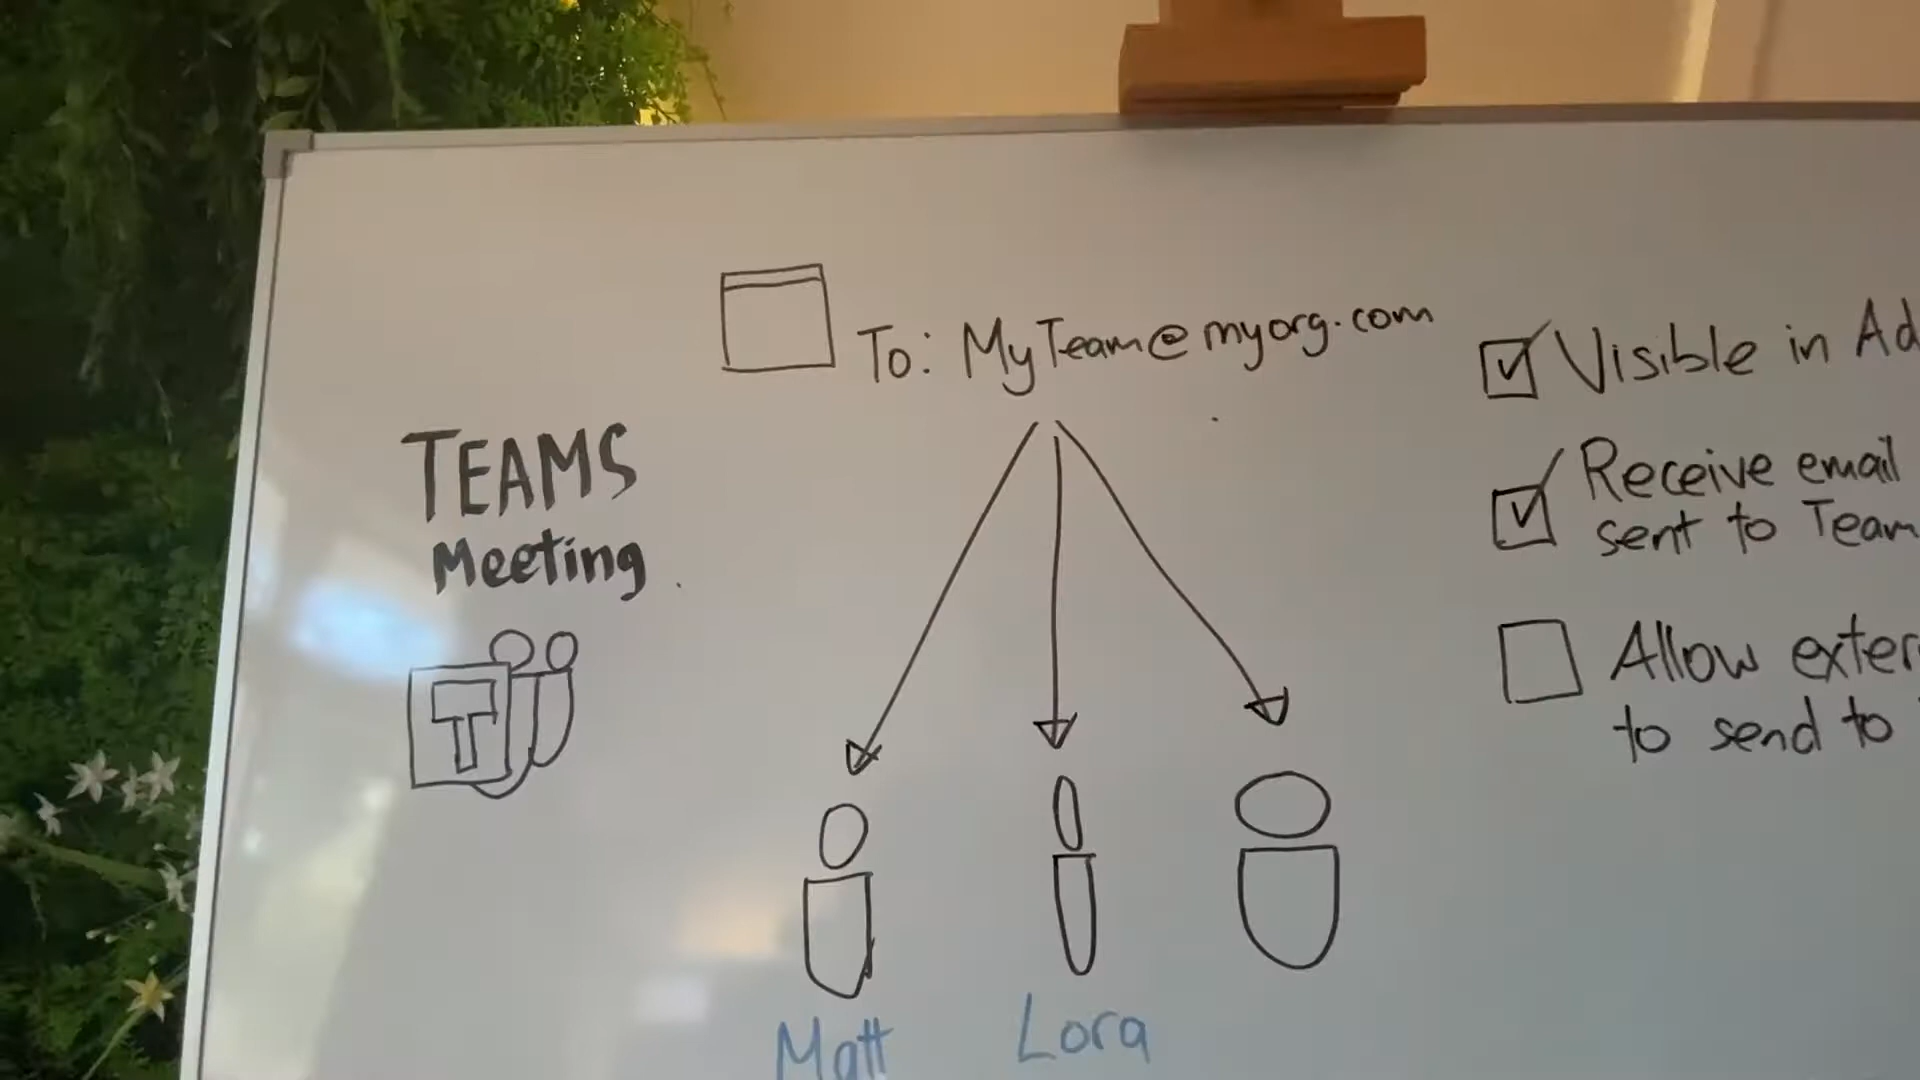 To: MyTeam@myorg.com
TEAMS
Meeting
T
Matt
Lora
Visible in Ad
Receive email
sent to Team
Allow exter
to send to